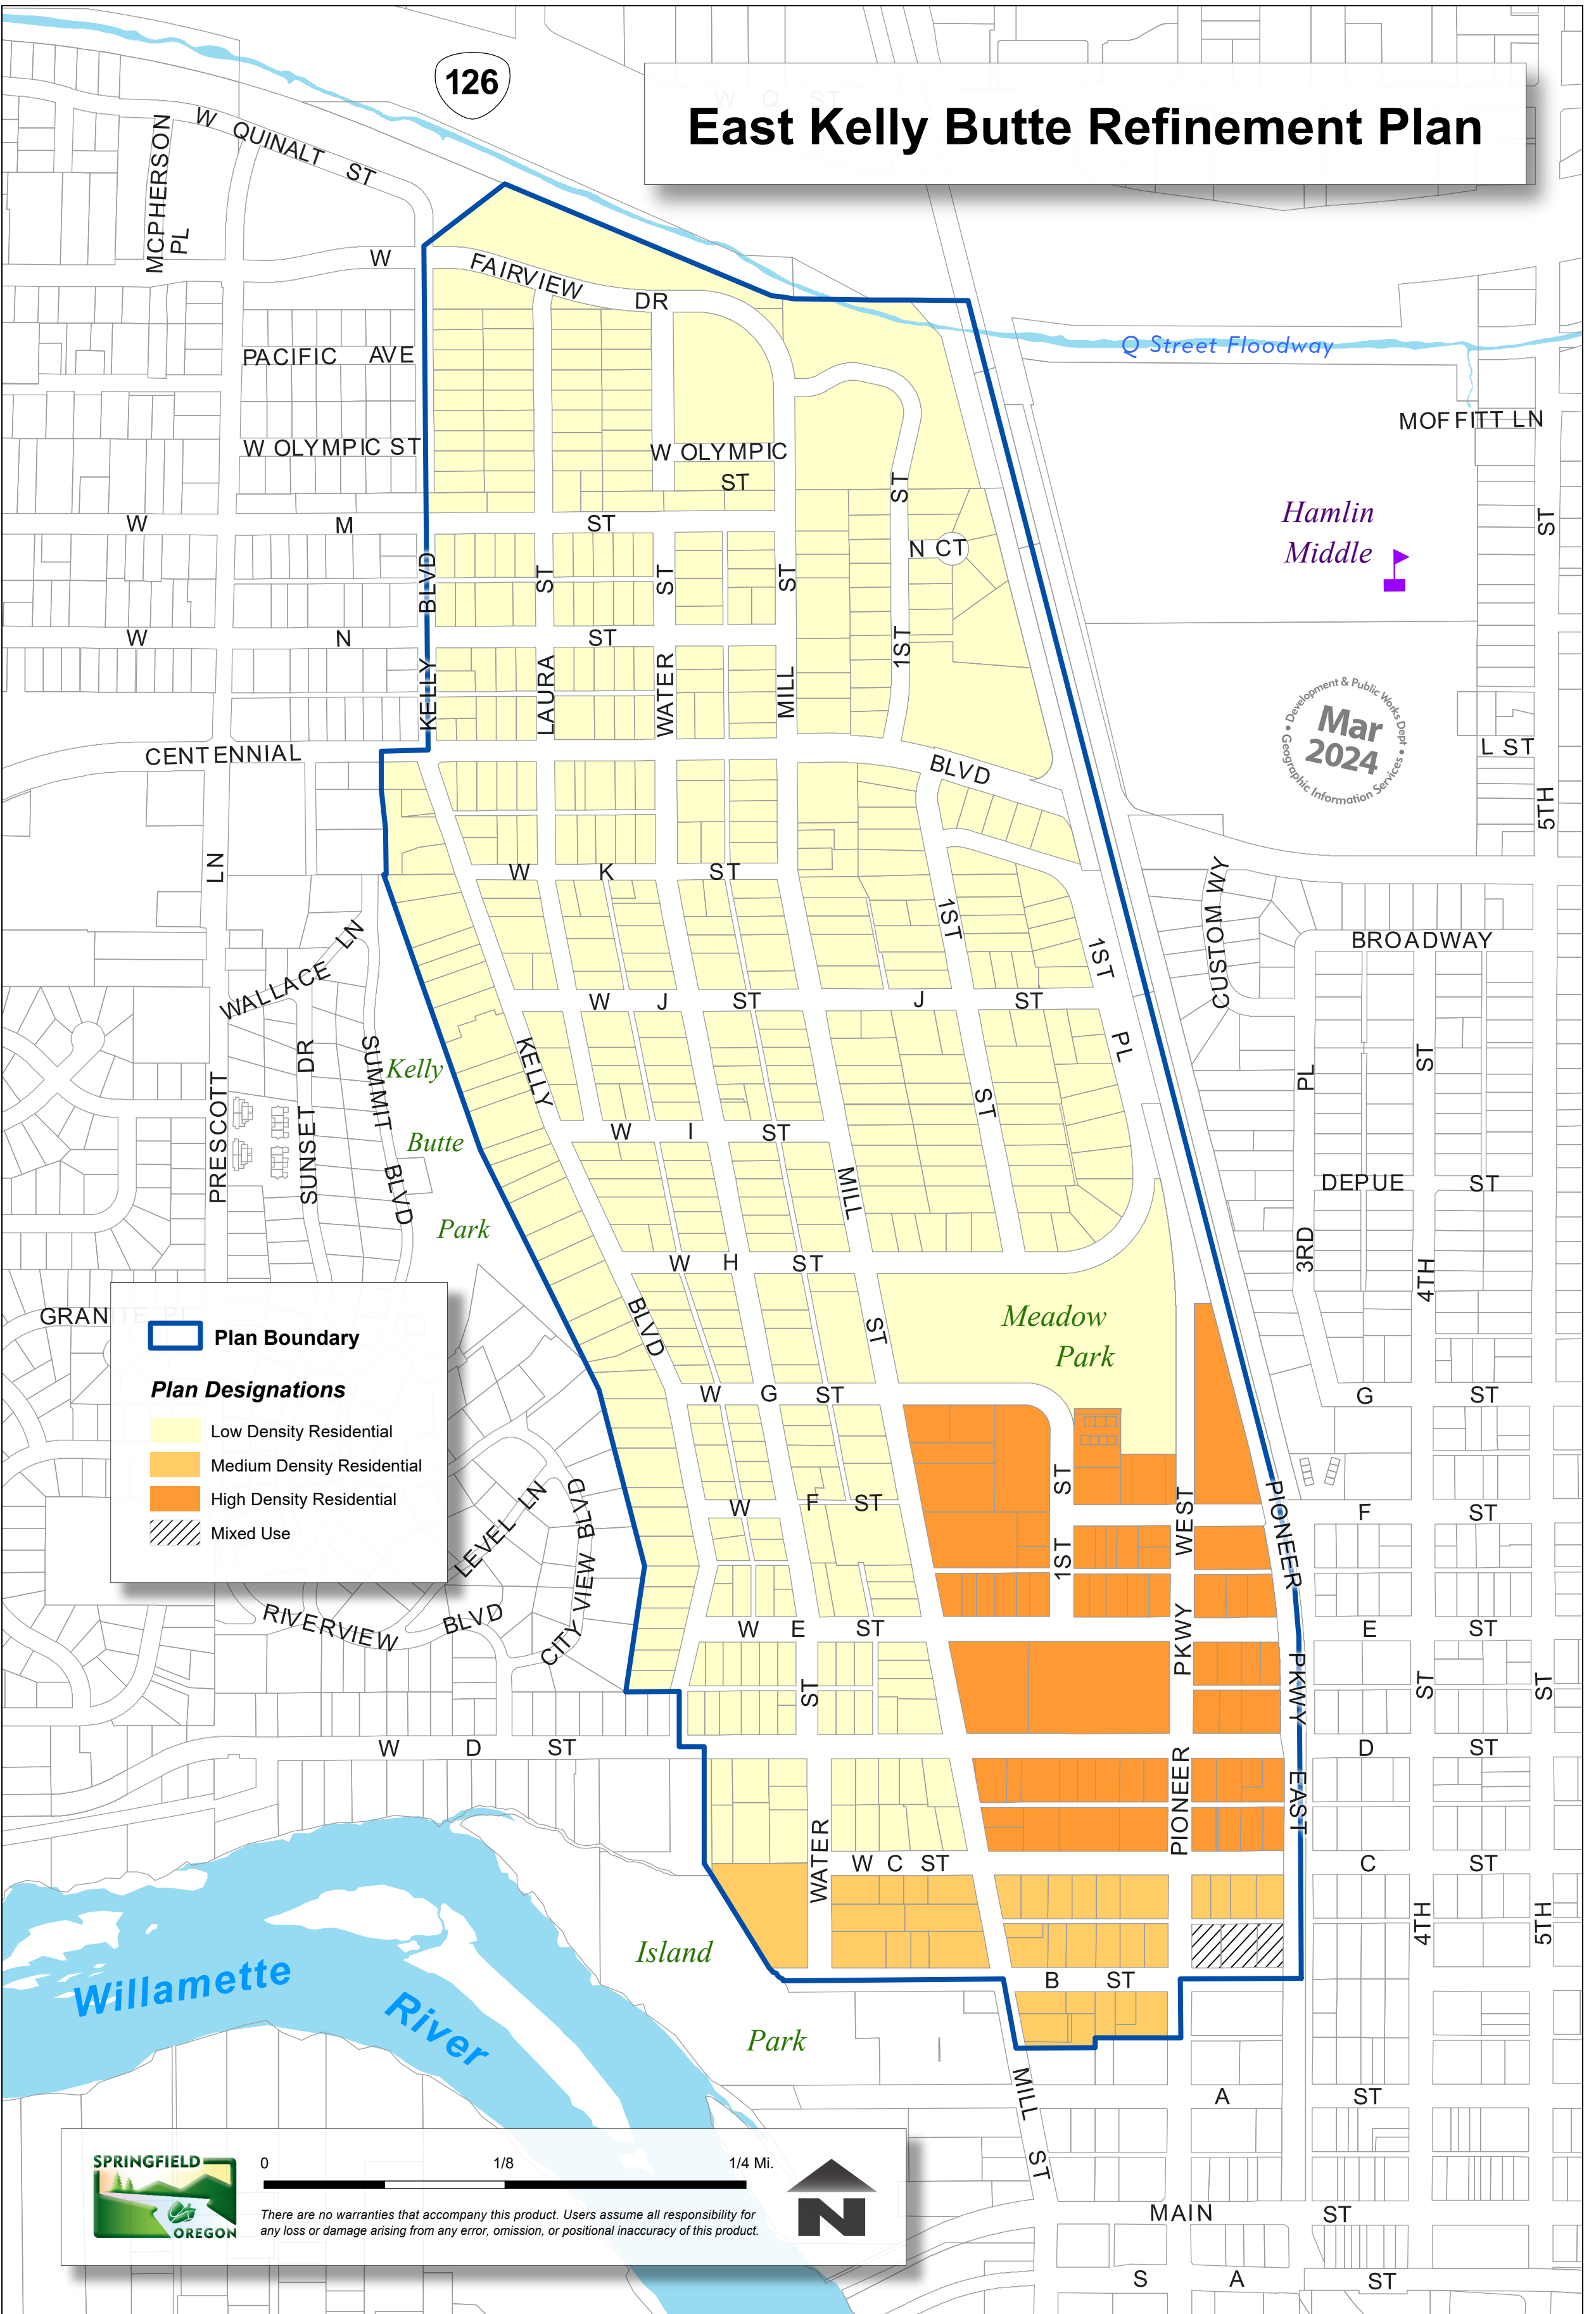 126
East Kelly Butte Refinement Plan
W Q ST
W QUINALT ST
MCPHERSON
PL
W
FAIRVIEW
DR
Q Street Floodway
PACIFIC AVE
MOFFITT LN
W OLYMPIC ST
W OLYMPIC
ST
ST
Hamlin
Middle
W M ST
ST
N CT
KELLY BLVD
LAURA ST
WATER ST
MILL ST
1ST
W N ST
Development & Public Works Dept
Mar
2024
Geographic Information Services
CENTENNIAL
BLVD
L ST
5TH
LN
W K ST
CUSTOM WY
1ST
WALLACE LN
BROADWAY
1ST
W J ST
J ST
PL
KELLY
PRESCOTT
SUNSET DR
SUMMIT
BLVD
Kelly
Butte
Park
ST
PL
ST
W I ST
MILL
DEPUE ST
3RD
4TH
W H ST
GRANITE PL
BLVD
ST
Meadow
Park
Plan Boundary
Plan Designations
Low Density Residential
Medium Density Residential
High Density Residential
Mixed Use
W G ST
G ST
W F ST
ST
1ST
WEST
PIONEER
F ST
LEVEL LN
CITY VIEW BLVD
RIVERVIEW BLVD
W E ST
PKWY
E ST
ST
PKWY
ST
ST
W D ST
D ST
PIONEER
EAST
WATER
W C ST
C ST
4TH
5TH
Island
Park
Willamette
River
B ST
MILL
ST
A ST
SPRINGFIELD
OREGON
0 1/8 1/4 Mi.
There are no warranties that accompany this product. Users assume all responsibility for
any loss or damage arising from any error, omission, or positional inaccuracy of this product.
N
MAIN ST
S A ST